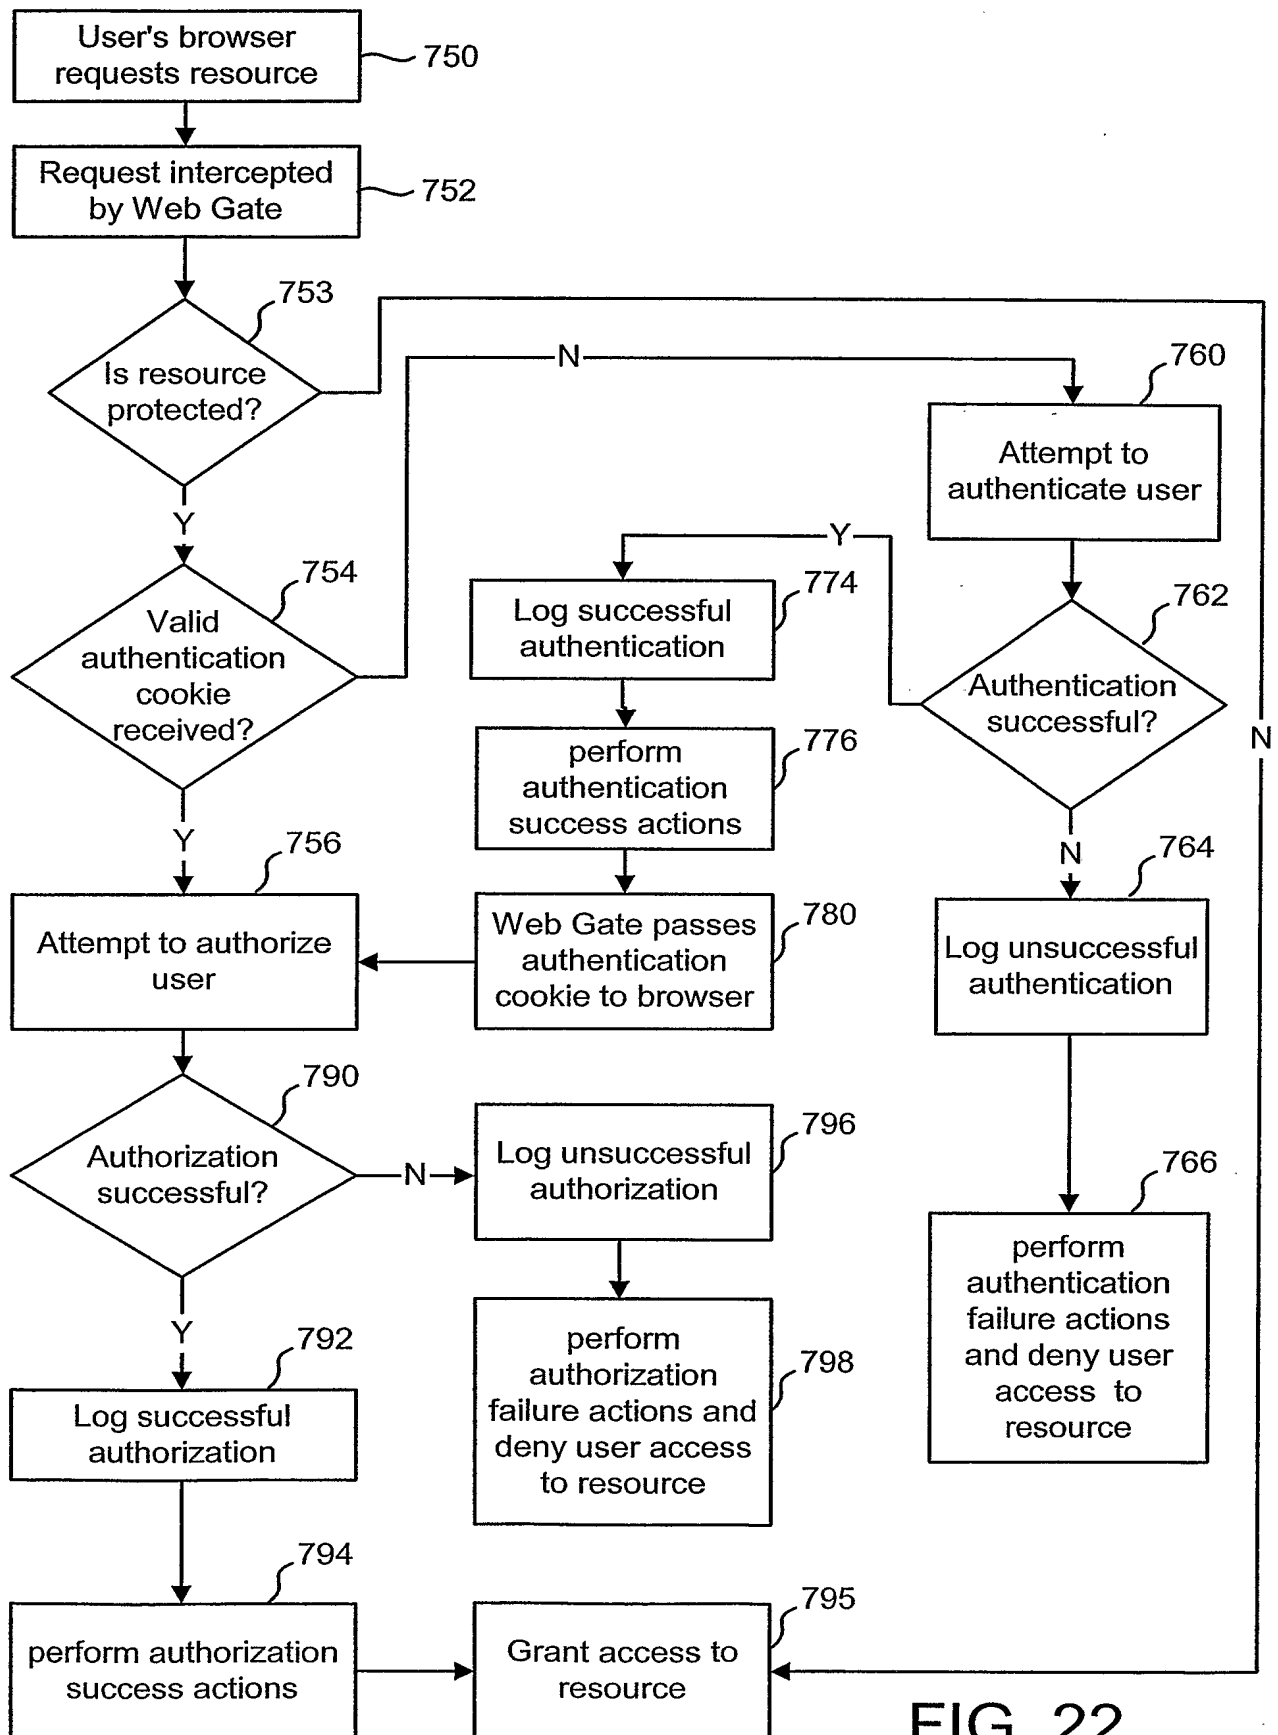 User's browser
requests resource
750
Request intercepted
by Web Gate
752
753
Is resource
protected?
N
760
Attempt to
authenticate user
Y
Y
754
Valid
authentication
cookie
received?
774
Log successful
authentication
762
Authentication
successful?
N
776
perform
authentication
success actions
Y
N
756
Attempt to authorize
user
780
Web Gate passes
authentication
cookie to browser
764
Log unsuccessful
authentication
790
Authorization
successful?
N
796
Log unsuccessful
authorization
766
perform
authentication
failure actions
and deny user
access to
resource
Y
792
Log successful
authorization
798
perform
authorization
failure actions and
deny user access
to resource
794
perform authorization
success actions
795
Grant access to
resource
FIG. 22